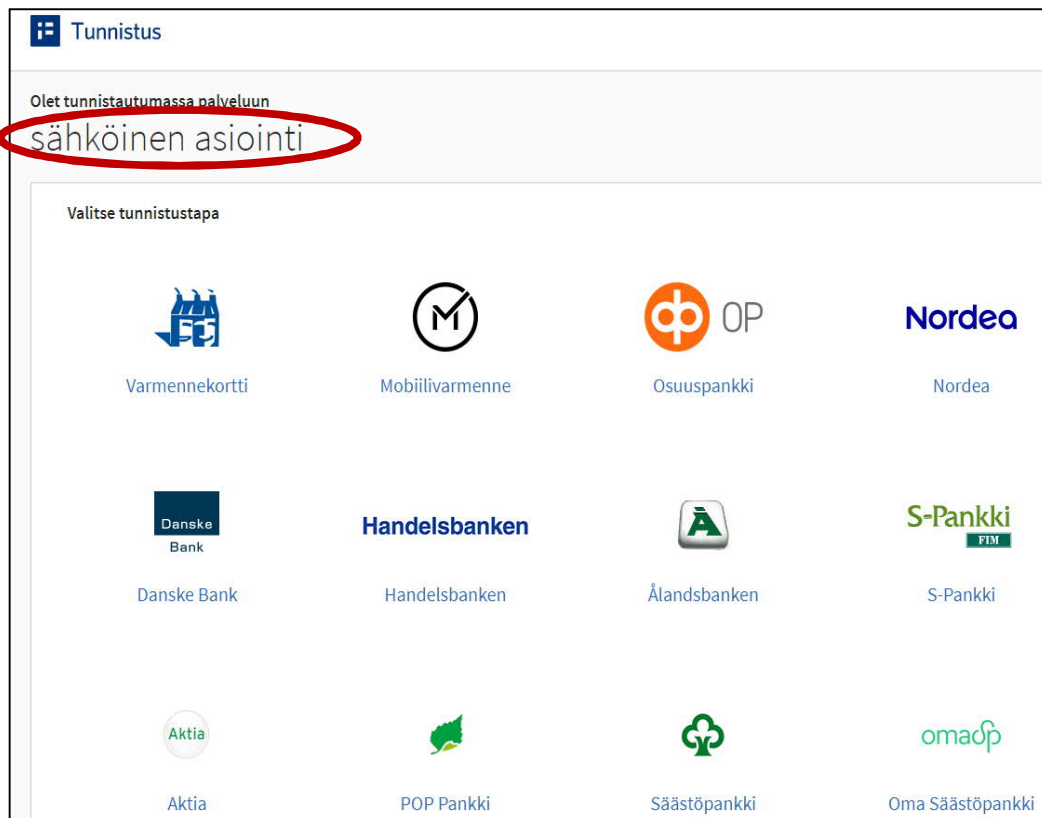 Tunnistus
Olet tunnistautumassa palveluun
sähköinen asiointi
Valitse tunnistustapa
OP
Nordea
Varmennekortti
Mobiilivarmenne
Osuuspankki
Nordea
Danske
Bank
Handelsbanken
S-Pankki
FIM
Danske Bank
Handelsbanken
Ålandsbanken
S-Pankki
Aktia
omasp
Aktia
POP Pankki
Säästöpankki
Oma Säästöpankki